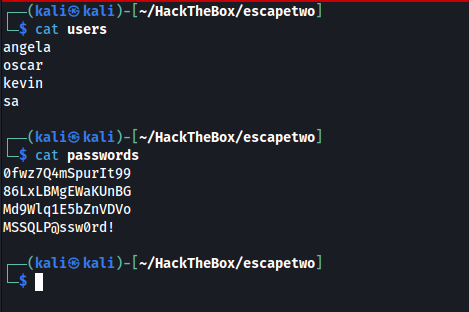 ┌──(kali㉿kali)-[~/HackTheBox/escapetwo]
└─$ cat users
angela
oscar
kevin
sa
┌──(kali㉿kali)-[~/HackTheBox/escapetwo]
└─$ cat passwords
0fwz7Q4mSpurIt99
86LxLBMgEWaKUnBG
Md9Wlq1E5bZnVDVo
MSSQLP@ssw0rd!
┌──(kali㉿kali)-[~/HackTheBox/escapetwo]
└─$